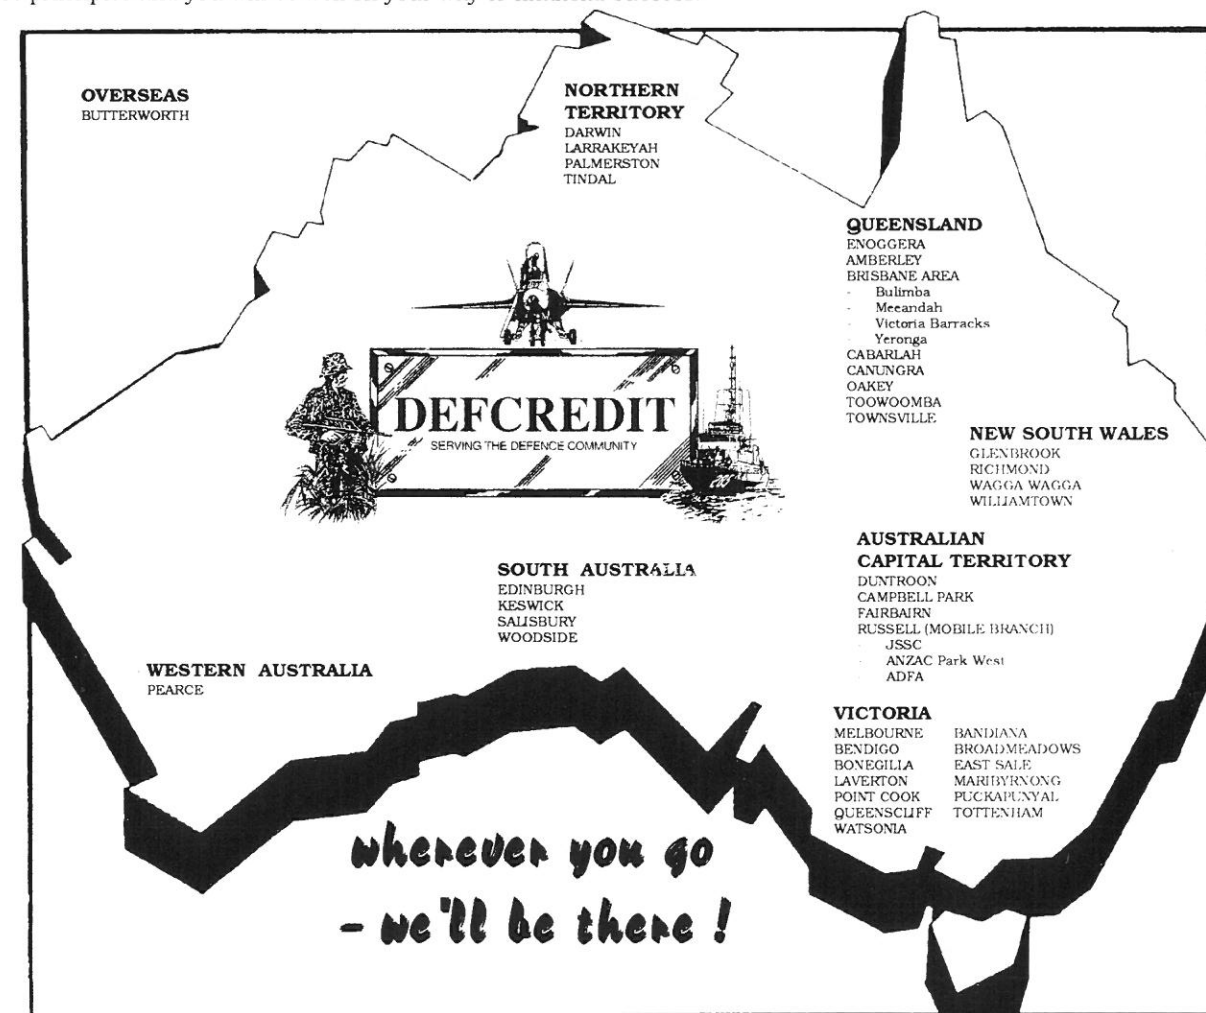 OVERSEAS
BUTTERWORTH
NORTHERN
TERRITORY
DARWIN
LARRAKEYAH
PALMERSTON
TINDAL
QUEENSLAND
ENOGGERA
AMBERLEY
BRISBANE AREA
- Bulimba
- Meeandah
- Victoria Barracks
- Yeronga
CABARLAH
CANUNGRA
OAKEY
TOOWOOMBA
TOWNSVILLE
DEFCREDIT
SERVING THE DEFENCE COMMUNITY
NEW SOUTH WALES
GLENBROOK
RICHMOND
WAGGA WAGGA
WILLIAMTOWN
AUSTRALIAN
CAPITAL TERRITORY
DUNTROON
CAMPBELL PARK
FAIRBAIRN
RUSSELL (MOBILE BRANCH)
- JSSC
- ANZAC Park West
- ADFA
SOUTH AUSTRALIA
EDINBURGH
KESWICK
SALISBURY
WOODSIDE
WESTERN AUSTRALIA
PEARCE
VICTORIA
MELBOURNE BANDIANA
BENDIGO BROADMEADOWS
BONEGILLA EAST SALE
LAVERTON MARIBYRNONG
POINT COOK PUCKAPUNYAL
QUEENSCLIFF TOTTENHAM
WATSONIA
wherever you go
- we'll be there !